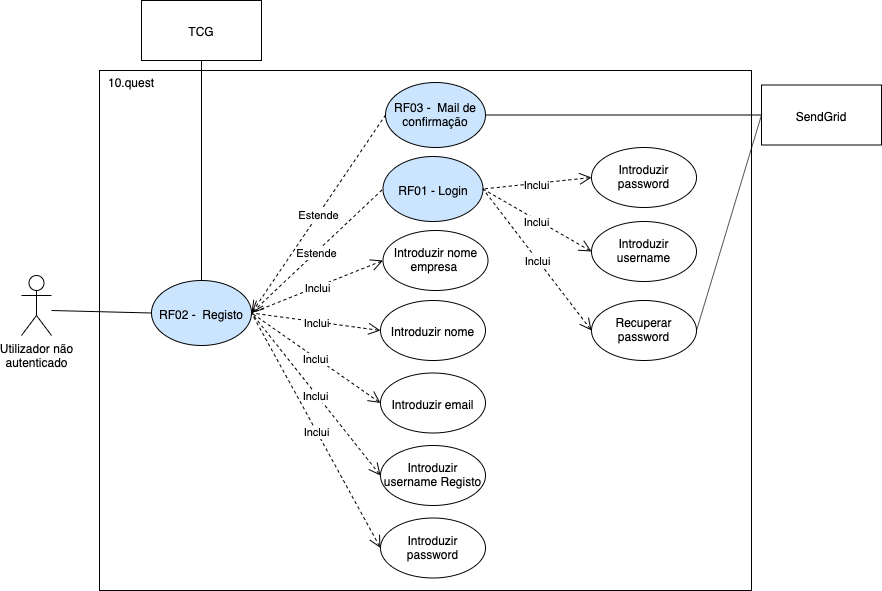 TCG
10.quest
RF03 - Mail de
confirmação
SendGrid
Introduzir
password
RF01 - Login
Inclui
Estende
Inclui
Introduzir
username
Estende
Introduzir nome
empresa
Inclui
Inclui
RF02 - Registo
Inclui
Introduzir nome
Recuperar
password
Utilizador não
autenticado
Inclui
Introduzir email
Inclui
Inclui
Introduzir
username Registo
Introduzir
password